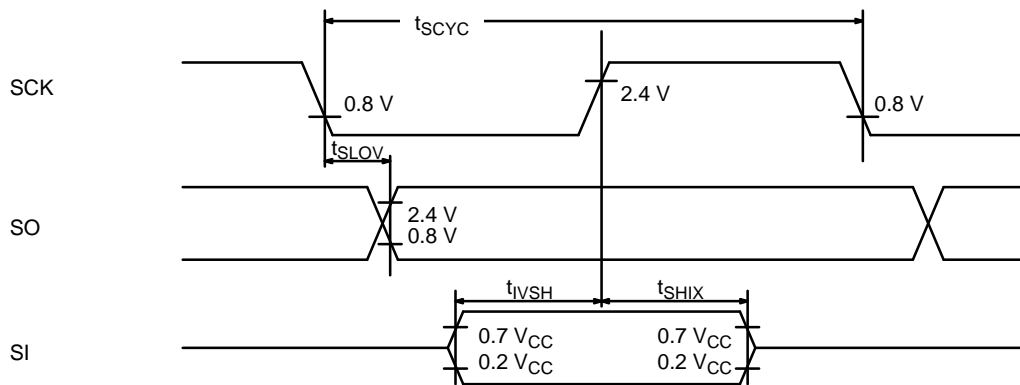 tSCYC
SCK
0.8 V
2.4 V
0.8 V
tSLOV
SO
2.4 V
0.8 V
tIVSH
tSHIX
SI
0.7 VCC
0.7 VCC
0.2 VCC
0.2 VCC